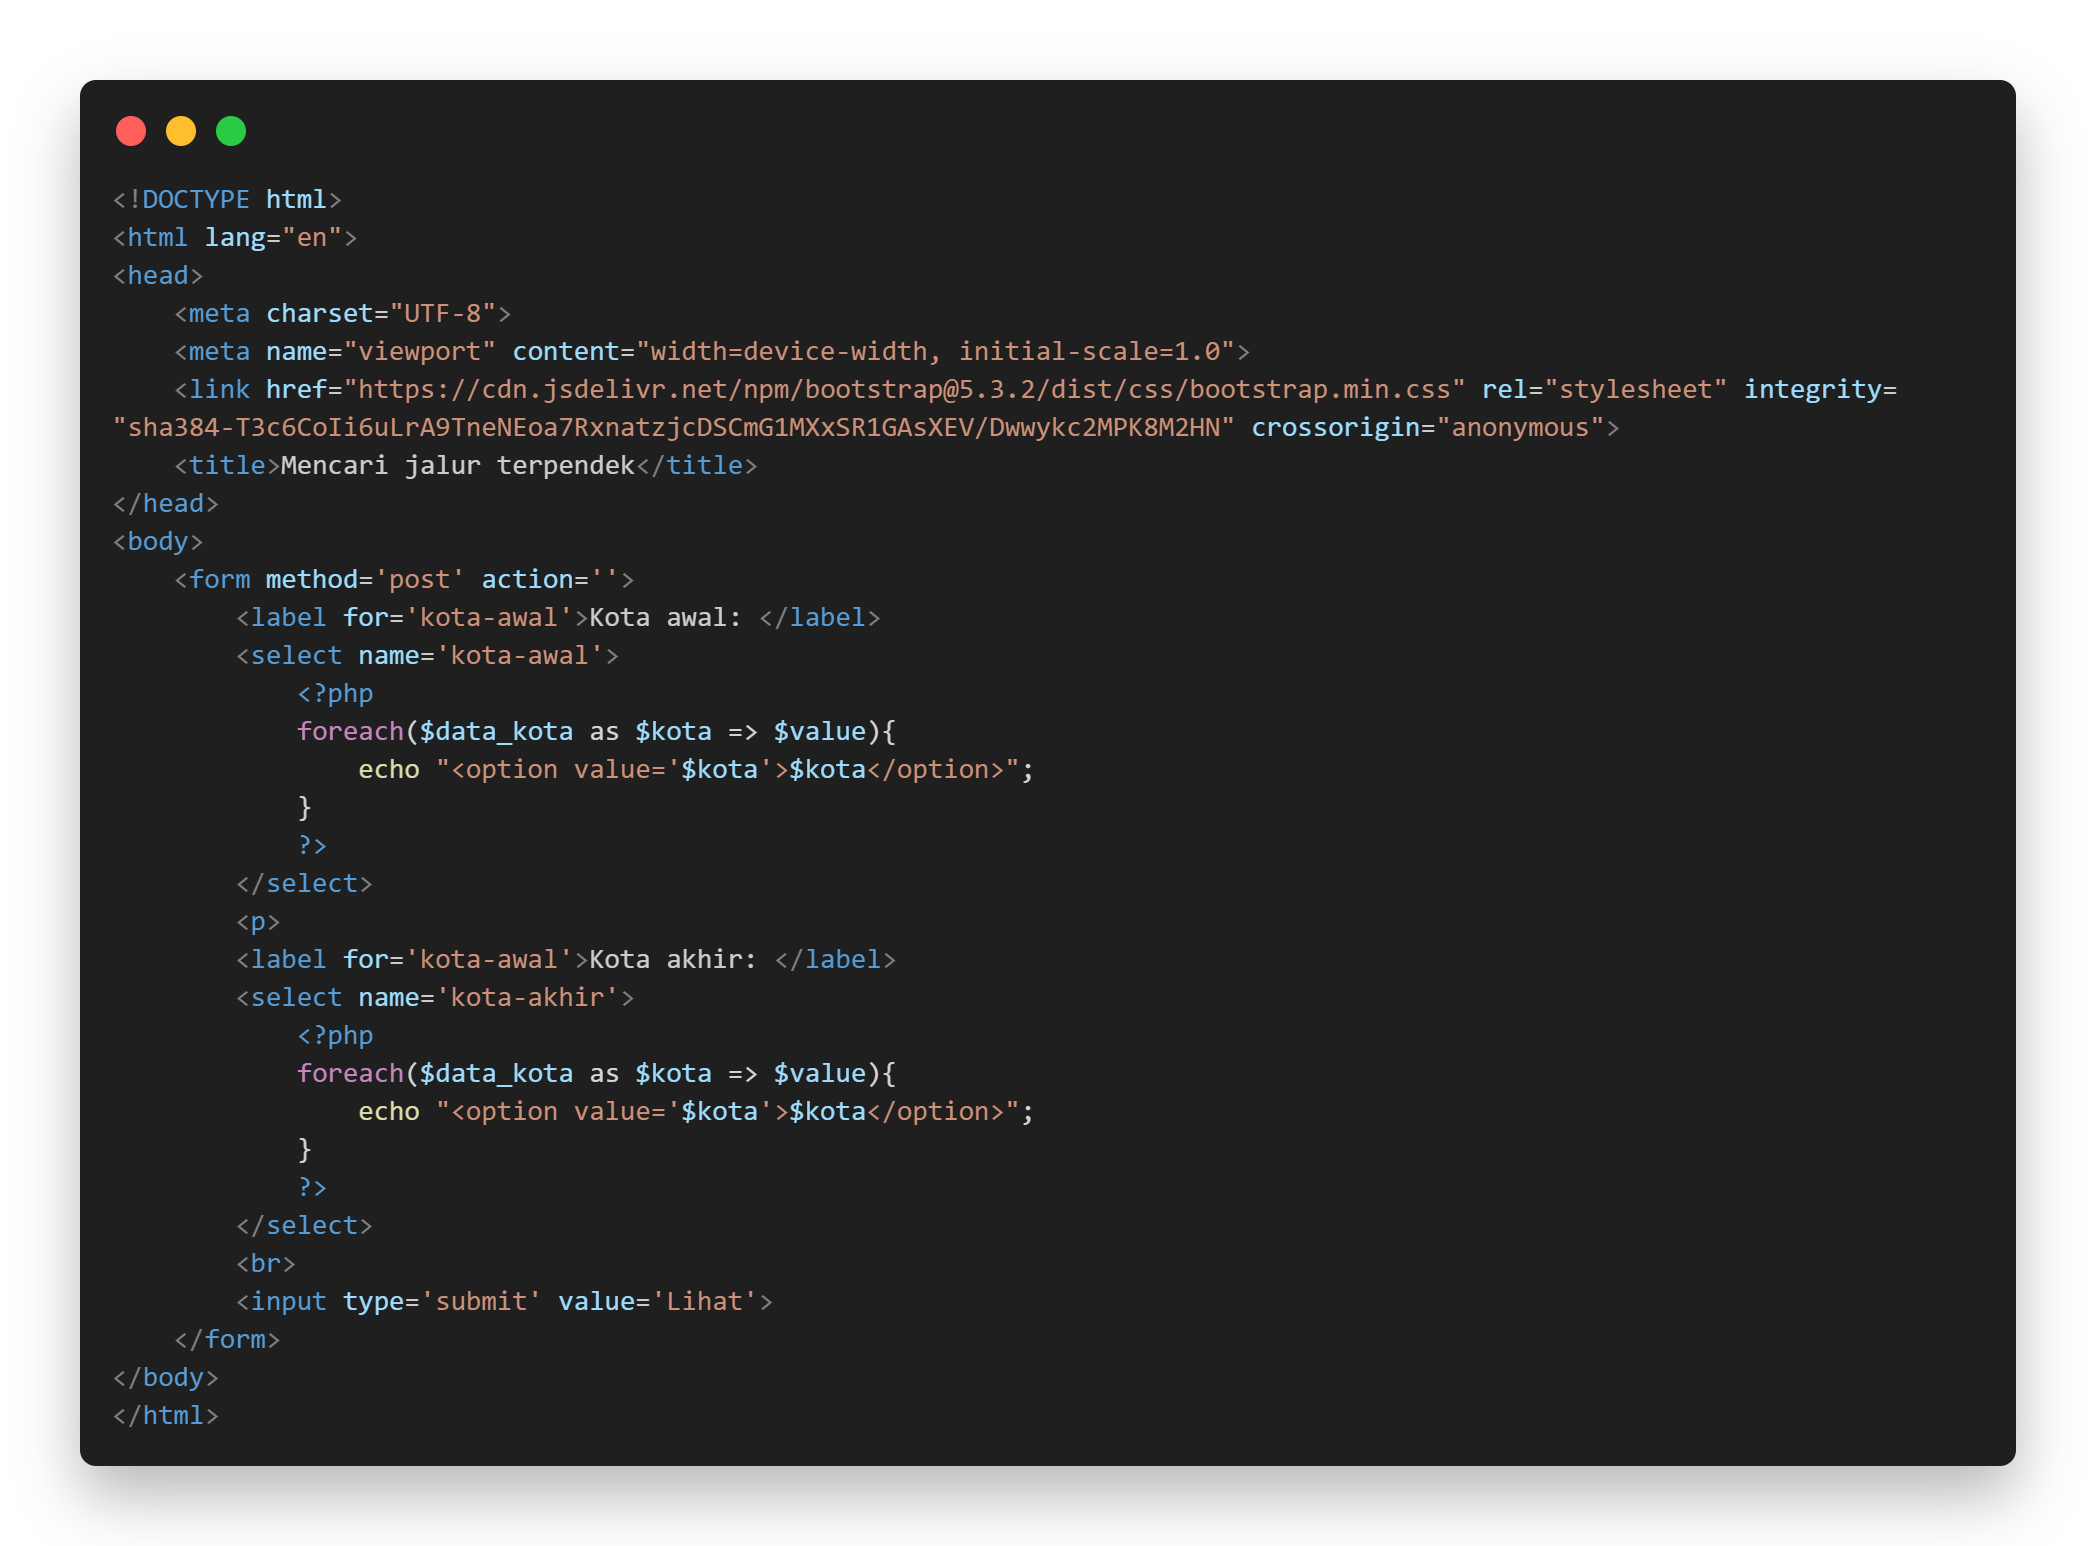 <!DOCTYPE html>
<html lang="en">
<head>
    <meta charset="UTF-8">
    <meta name="viewport" content="width=device-width, initial-scale=1.0">
    <link href="https://cdn.jsdelivr.net/npm/bootstrap@5.3.2/dist/css/bootstrap.min.css" rel="stylesheet" integrity=
"sha384-T3c6CoIi6uLrA9TneNEoa7RxnatzjcDSCmG1MXxSR1GAsXEV/Dwwykc2MPK8M2HN" crossorigin="anonymous">
    <title>Mencari jalur terpendek</title>
</head>
<body>
    <form method='post' action=''>
        <label for='kota-awal'>Kota awal: </label>
        <select name='kota-awal'>
            <?php
            foreach($data_kota as $kota => $value){
                echo "<option value='$kota'>$kota</option>";
            }
            ?>
        </select>
        <p>
        <label for='kota-awal'>Kota akhir: </label>
        <select name='kota-akhir'>
            <?php
            foreach($data_kota as $kota => $value){
                echo "<option value='$kota'>$kota</option>";
            }
            ?>
        </select>
        <br>
        <input type='submit' value='Lihat'>
    </form>
</body>
</html>